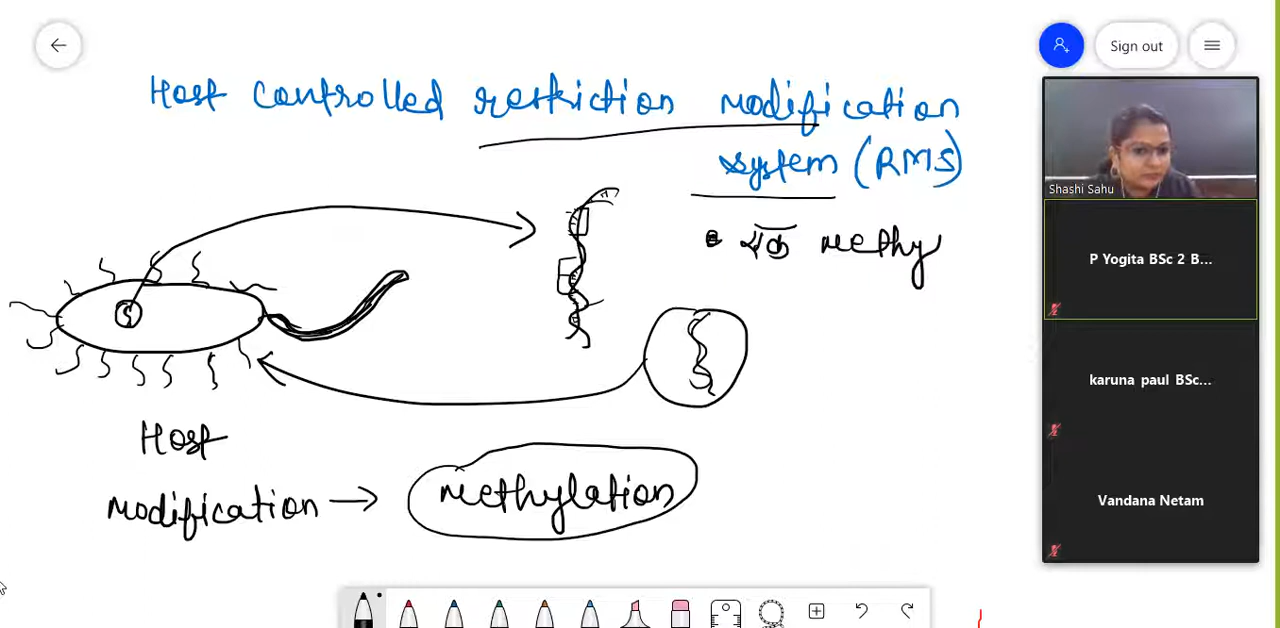 Sign out
Host controlled restriction modification
system (RMS)
Shashi Sahu
methy
P Yogita BSc 2 B...
Host
karuna paul BSc...
modification → methylation
Vandana Netam